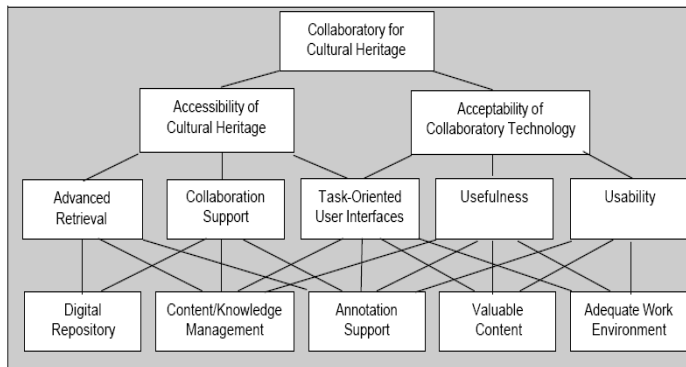 Collaboratory for
Cultural Heritage
Accessibility of
Cultural Heritage
Acceptability of
Collaboratory Technology
Advanced
Retrieval
Collaboration
Support
Task-Oriented
User Interfaces
Usefulness
Usability
Digital
Repository
Content/Knowledge
Management
Annotation
Support
Valuable
Content
Adequate Work
Environment